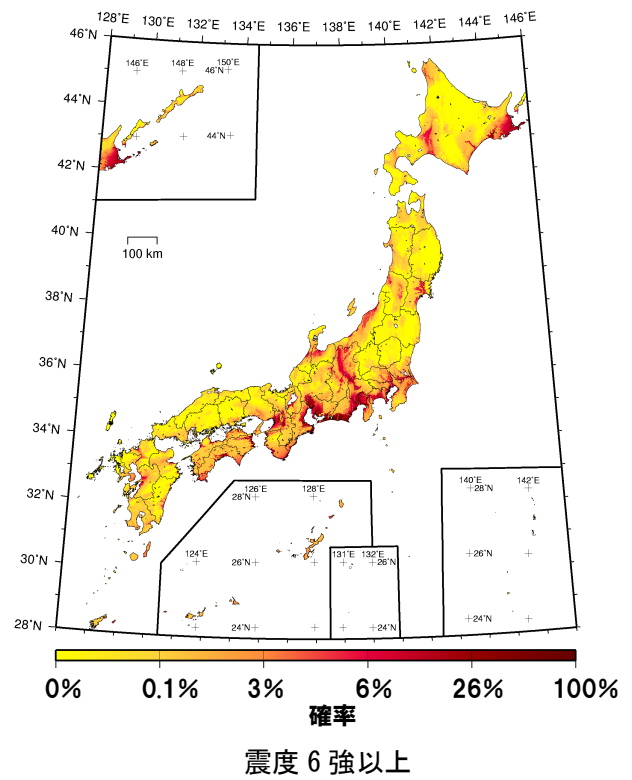 128°E 130°E 132°E 134°E 136°E 138°E 140°E 142°E 144°E 146°E
46°N
146°E 148°E 150°E
46°N
44°N
44°N
42°N
40°N
100 km
38°N
36°N
34°N
126°E 128°E
28°N
140°E 142°E
28°N
32°N
124°E
26°N
131°E 132°E
26°N
26°N
30°N
24°N
24°N
24°N
28°N
0% 0.1% 3% 6% 26% 100%
確率
震度6強以上